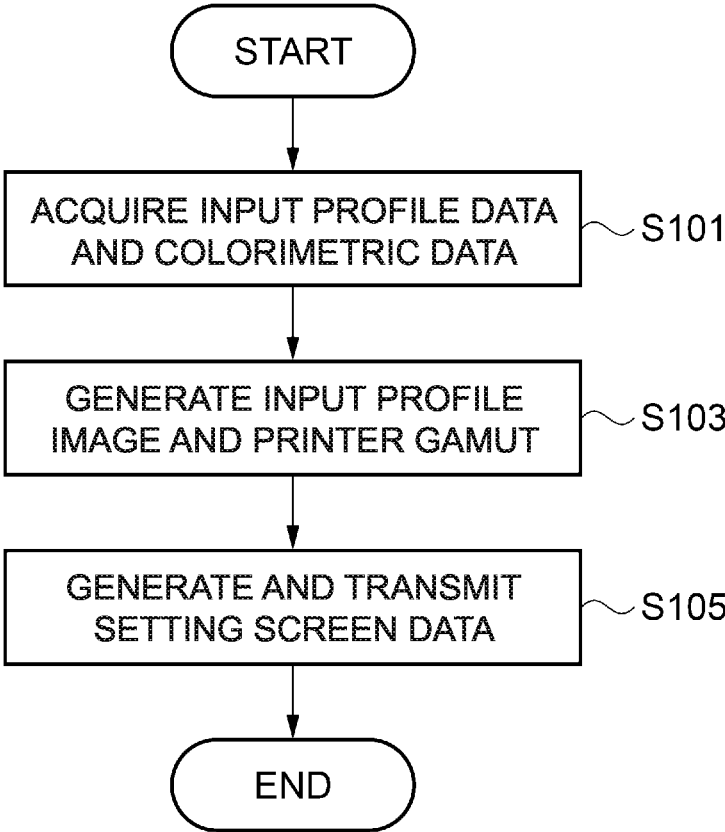 START
ACQUIRE INPUT PROFILE DATA
AND COLORIMETRIC DATA
S101
GENERATE INPUT PROFILE
IMAGE AND PRINTER GAMUT
S103
GENERATE AND TRANSMIT
SETTING SCREEN DATA
S105
END